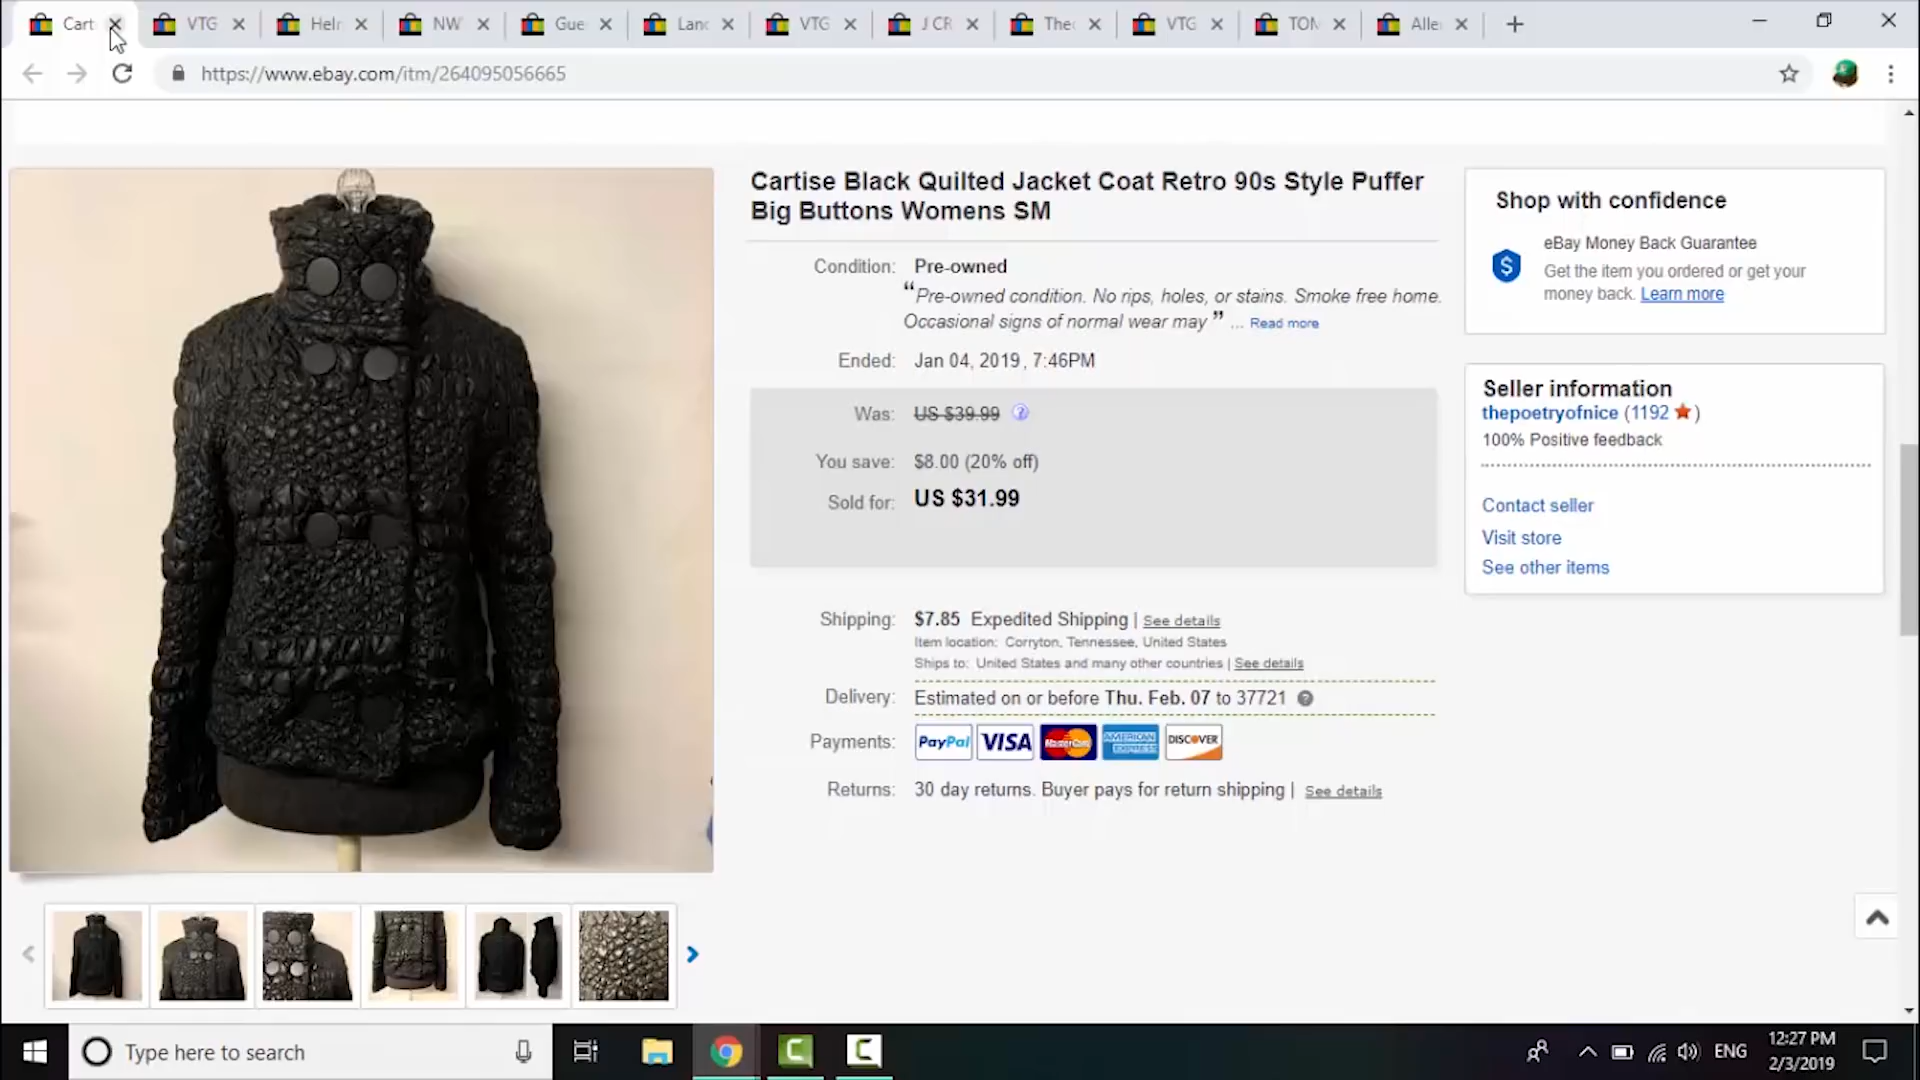 Cart
VTG
Helr
NW
Gue
Lanc
VTG
J CR
The
VTG
TOM
Alle
https://www.ebay.com/itm/264095056665
Cartise Black Quilted Jacket Coat Retro 90s Style Puffer
Big Buttons Womens SM
Condition: Pre-owned
“Pre-owned condition. No rips, holes, or stains. Smoke free home.
Occasional signs of normal wear may ” ... Read more
Ended: Jan 04, 2019 , 7:46PM
Was: US $39.99
You save: $8.00 (20% off)
Sold for: US $31.99
Shipping: $7.85 Expedited Shipping | See details
Item location: Corryton, Tennessee, United States
Ships to: United States and many other countries | See details
Delivery: Estimated on or before Thu. Feb. 07 to 37721
Payments: PayPal VISA MasterCard AMERICAN EXPRESS DISCOVER
Returns: 30 day returns. Buyer pays for return shipping | See details
Shop with confidence
eBay Money Back Guarantee
Get the item you ordered or get your
money back. Learn more
Seller information
thepoetryofnice (1192 ★ )
100% Positive feedback
Contact seller
Visit store
See other items
Type here to search
ENG
12:27 PM
2/3/2019